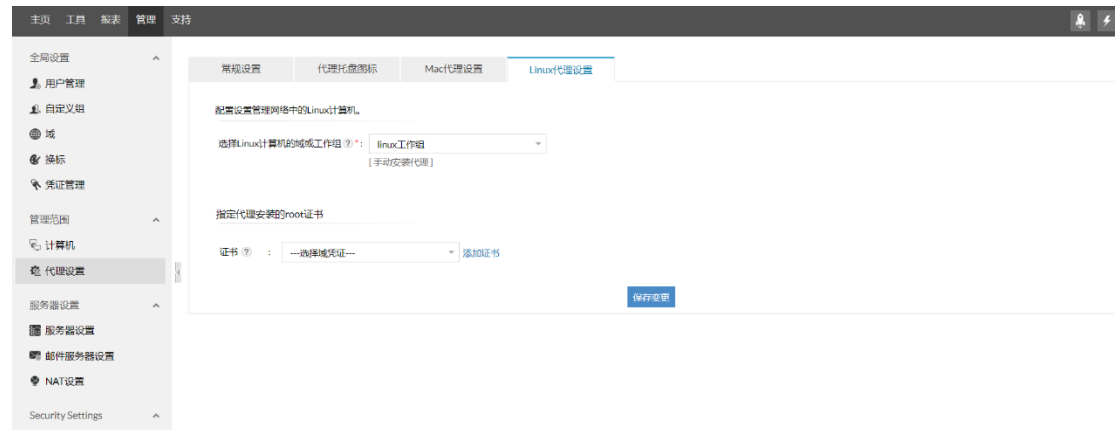 主页 工具 报表 管理 支持
全局设置
用户管理
自定义组
域
换标
凭证管理
管理范围
计算机
代理设置
服务器设置
服务器设置
邮件服务器设置
NAT设置
Security Settings
常规设置 代理托盘图标 Mac代理设置 Linux代理设置
配置设置管理网络中的Linux计算机。
选择Linux计算机的域或工作组 ? *: linux工作组
[ 手动安装代理 ]
指定代理安装的root证书
证书 ? : ---选择域凭证--- 添加证书
保存变更